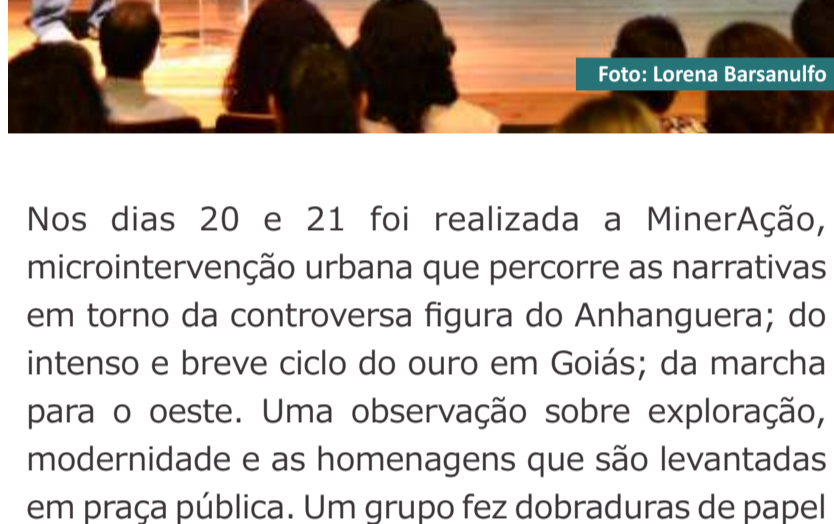 Foto: Lorena Barsanulfo
Nos dias 20 e 21 foi realizada a MinerAção,
microintervenção urbana que percorre as narrativas
em torno da controversa figura do Anhanguera; do
intenso e breve ciclo do ouro em Goiás; da marcha
para o oeste. Uma observação sobre exploração,
modernidade e as homenagens que são levantadas
em praça pública. Um grupo fez dobraduras de papel